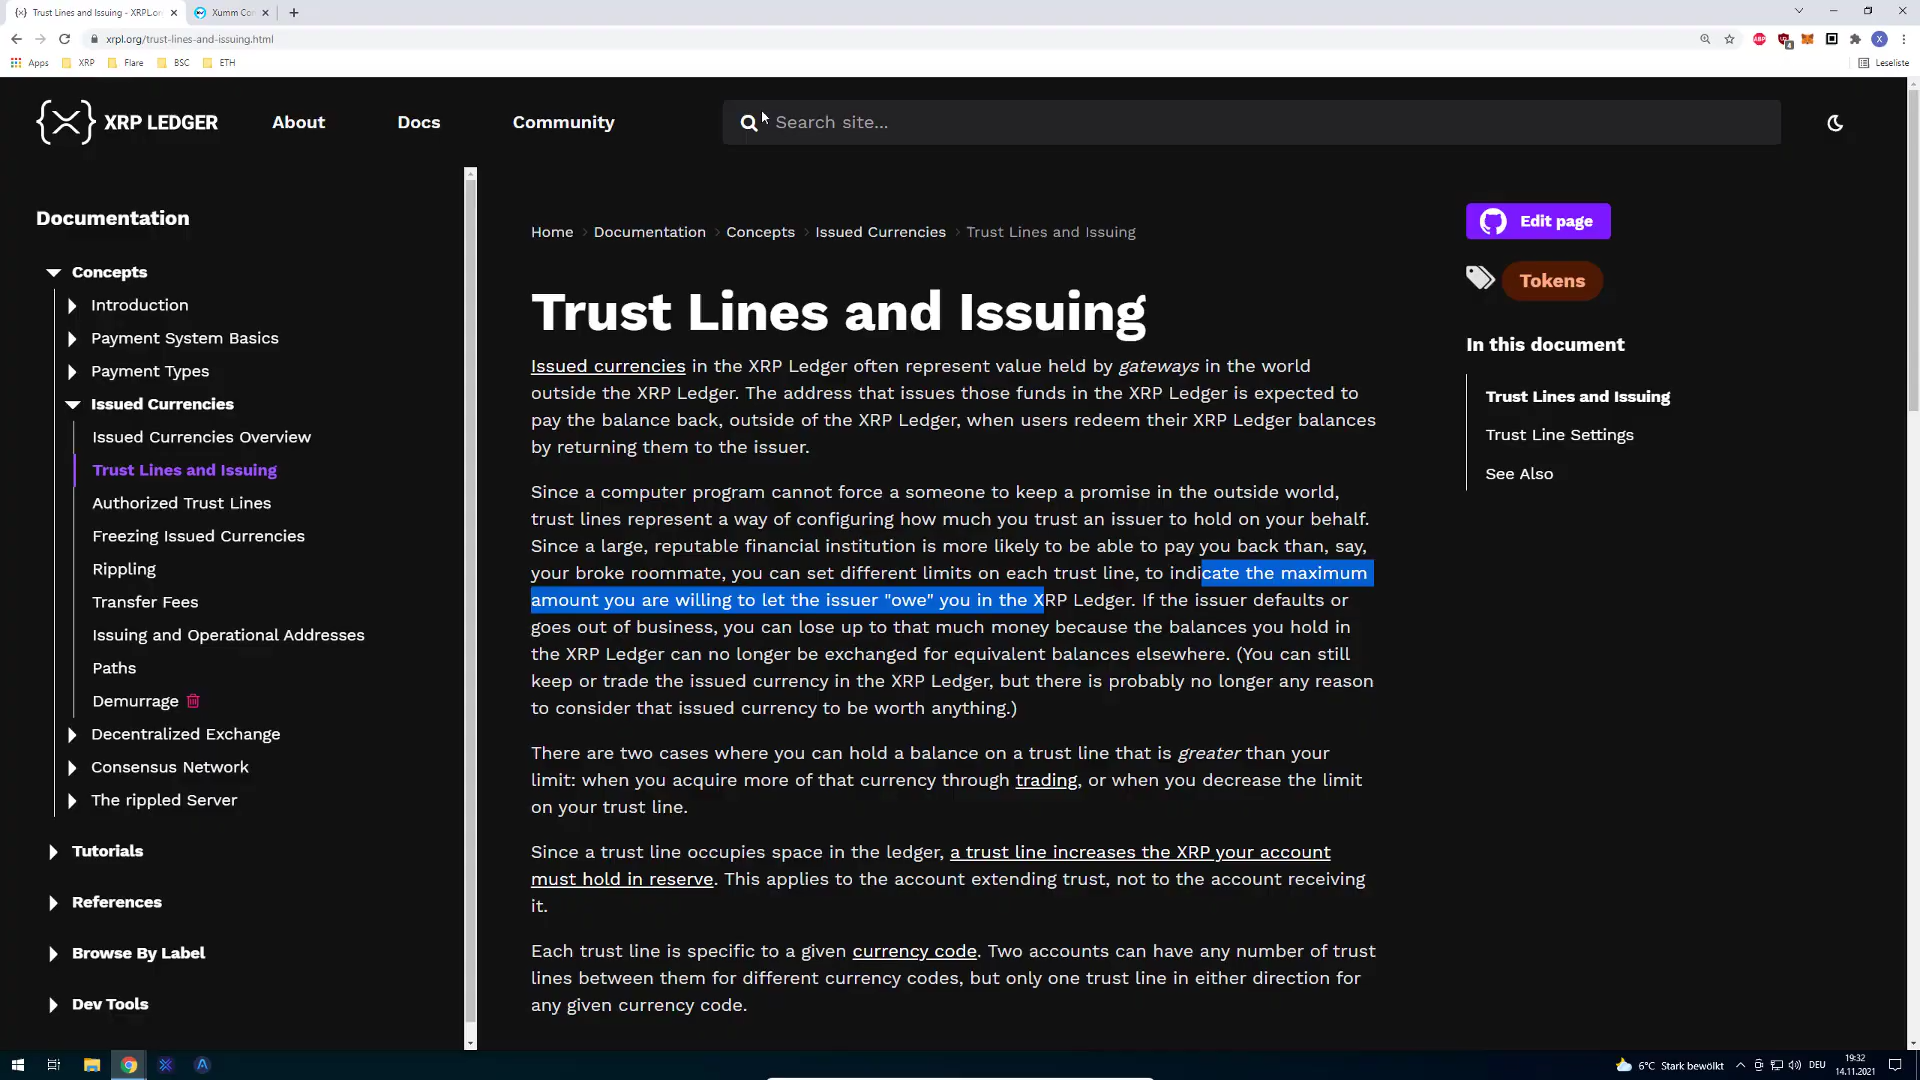 Trust Lines and Issuing - XRPL.or
Xumm Co
xrpl.org/trust-lines-and-issuing.html
Apps XRP Flare BSC ETH
Leseliste
XRP LEDGER About Docs Community Search site...
Documentation
Concepts
Introduction
Payment System Basics
Payment Types
Issued Currencies
Issued Currencies Overview
Trust Lines and Issuing
Authorized Trust Lines
Freezing Issued Currencies
Rippling
Transfer Fees
Issuing and Operational Addresses
Paths
Demurrage
Decentralized Exchange
Consensus Network
The rippled Server
Tutorials
References
Browse By Label
Dev Tools
Home > Documentation > Concepts > Issued Currencies > Trust Lines and Issuing
Trust Lines and Issuing
Issued currencies in the XRP Ledger often represent value held by gateways in the world
outside the XRP Ledger. The address that issues those funds in the XRP Ledger is expected to
pay the balance back, outside of the XRP Ledger, when users redeem their XRP Ledger balances
by returning them to the issuer.
Since a computer program cannot force a someone to keep a promise in the outside world,
trust lines represent a way of configuring how much you trust an issuer to hold on your behalf.
Since a large, reputable financial institution is more likely to be able to pay you back than, say,
your broke roommate, you can set different limits on each trust line, to indicate the maximum
amount you are willing to let the issuer "owe" you in the XRP Ledger. If the issuer defaults or
goes out of business, you can lose up to that much money because the balances you hold in
the XRP Ledger can no longer be exchanged for equivalent balances elsewhere. (You can still
keep or trade the issued currency in the XRP Ledger, but there is probably no longer any reason
to consider that issued currency to be worth anything.)
There are two cases where you can hold a balance on a trust line that is greater than your
limit: when you acquire more of that currency through trading, or when you decrease the limit
on your trust line.
Since a trust line occupies space in the ledger, a trust line increases the XRP your account
must hold in reserve. This applies to the account extending trust, not to the account receiving
it.
Each trust line is specific to a given currency code. Two accounts can have any number of trust
lines between them for different currency codes, but only one trust line in either direction for
any given currency code.
Edit page
Tokens
In this document
Trust Lines and Issuing
Trust Line Settings
See Also
6°C Stark bewölkt
DEU
19:32
14.11.2021